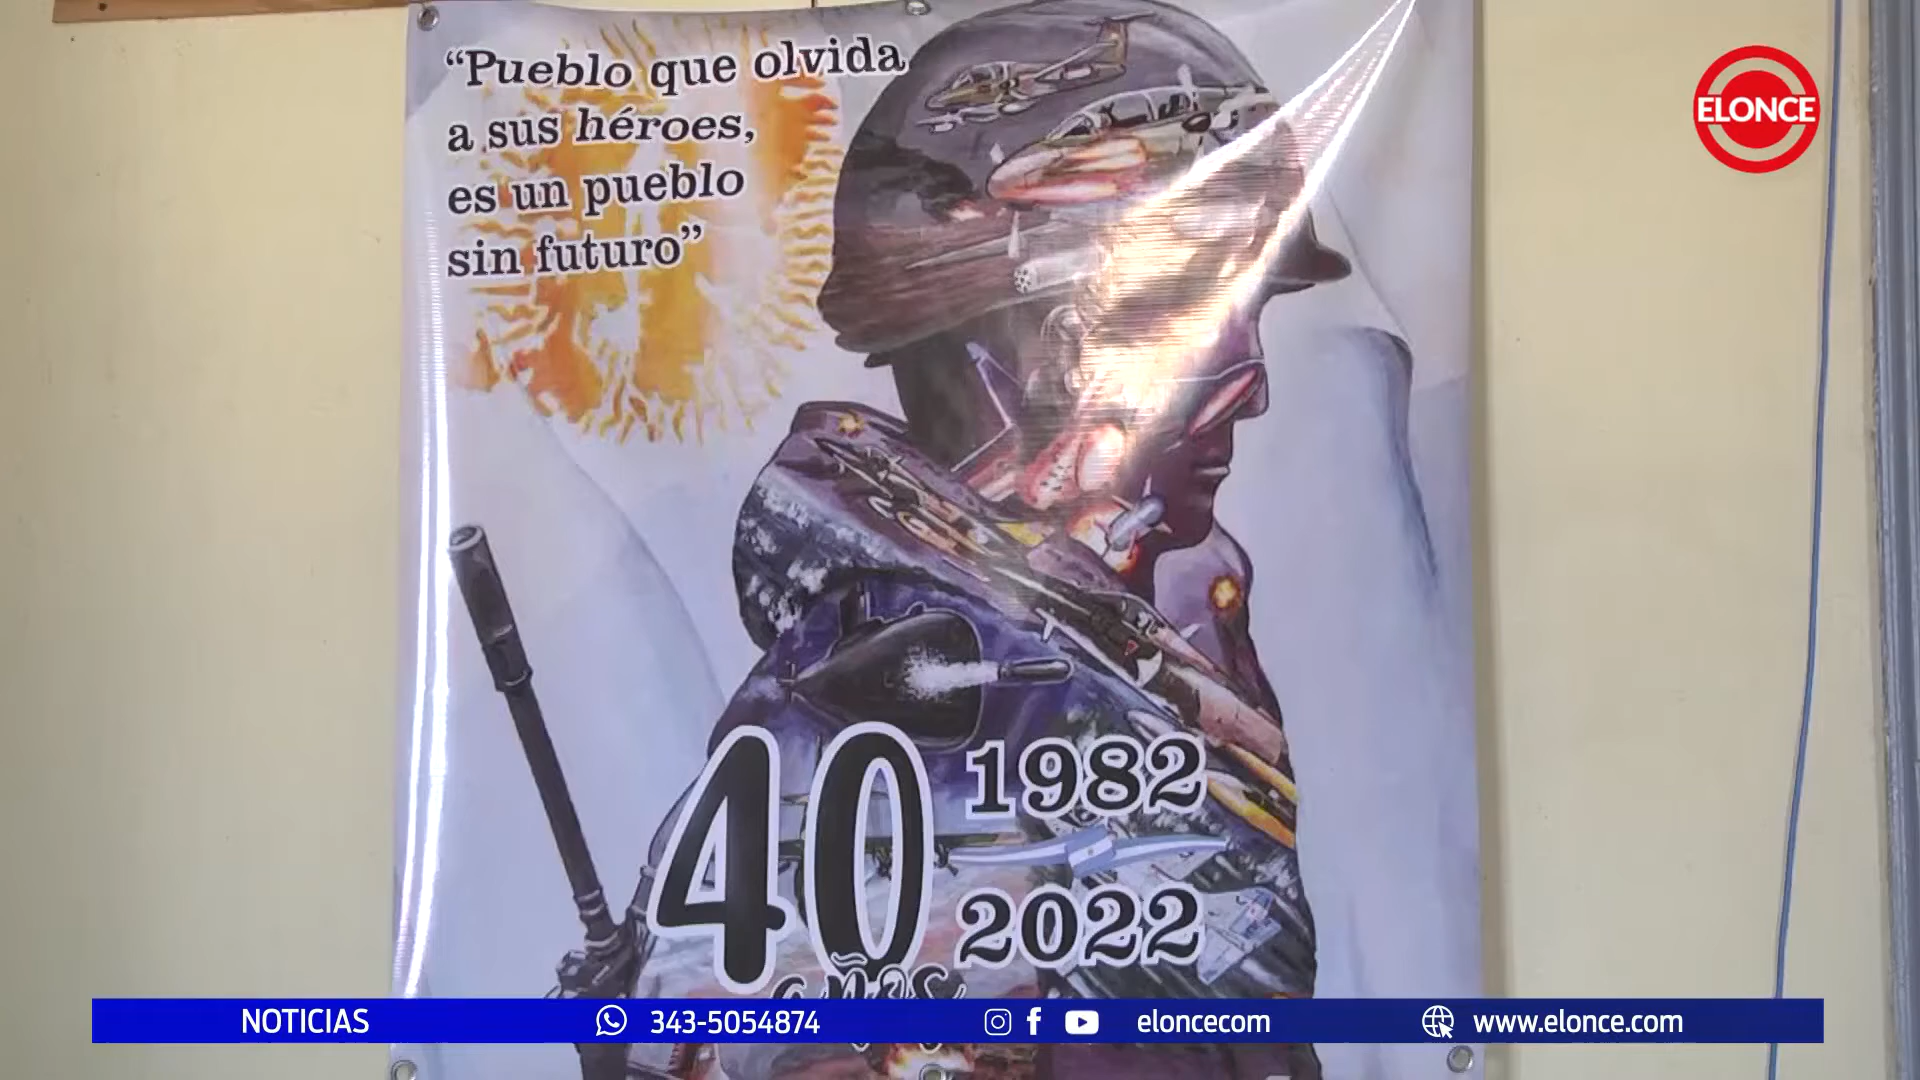 “Pueblo que olvida
a sus héroes,
es un pueblo
sin futuro”
ELONCE
40
años
1982
2022
NOTICIAS
343-5054874
eloncecom
www.elonce.com